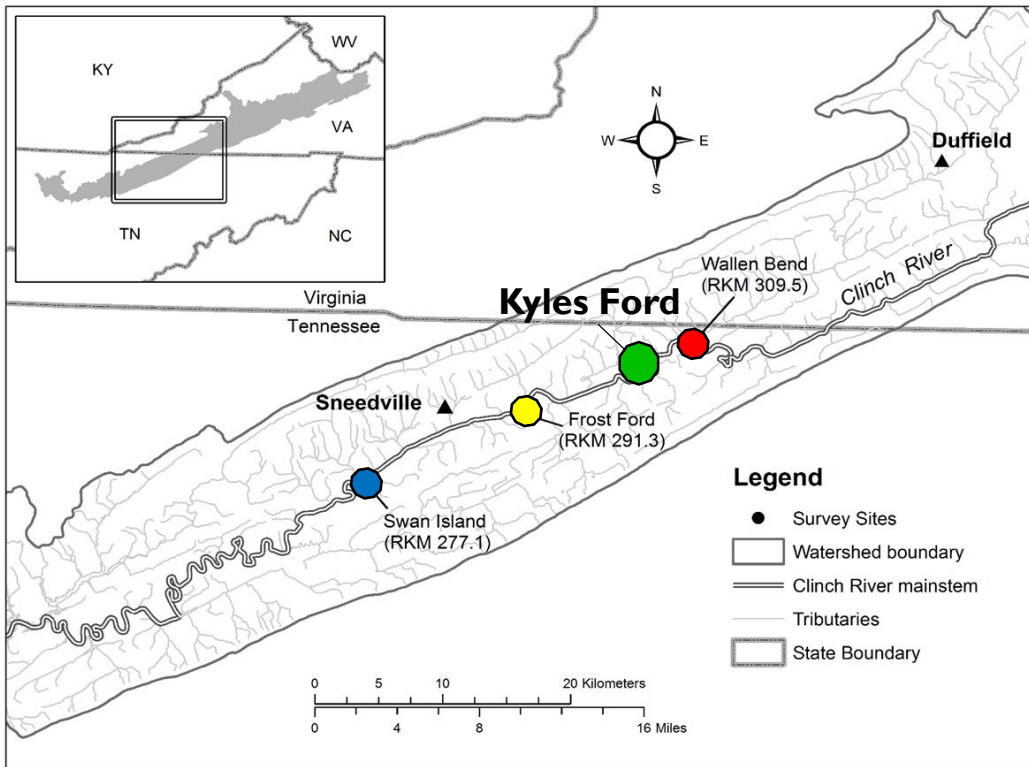 KY
WV
VA
TN
NC
N
W
E
S
Duffield
Wallen Bend
(RKM 309.5)
Clinch River
Virginia
Tennessee
Kyles Ford
Sneedville
Frost Ford
(RKM 291.3)
Swan Island
(RKM 277.1)
Legend
Survey Sites
Watershed boundary
Clinch River mainstem
Tributaries
State Boundary
0 5 10 20 Kilometers
0 4 8 16 Miles